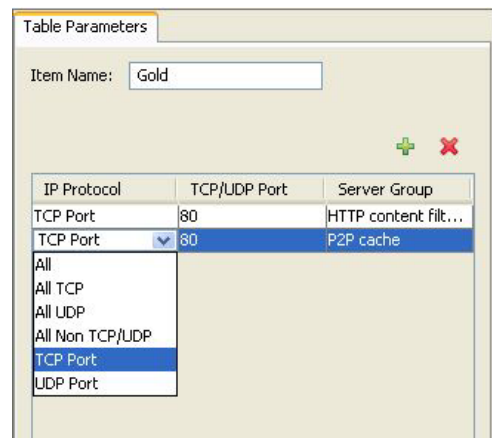 Table Parameters
Item Name: Gold
IP Protocol TCP/UDP Port Server Group
TCP Port 80 HTTP content filt...
TCP Port 80 P2P cache
All
All TCP
All UDP
All Non TCP/UDP
TCP Port
UDP Port